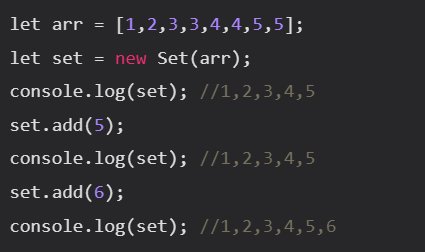 let arr = [1,2,3,3,4,4,5,5];
let set = new Set(arr);
console.log(set); //1,2,3,4,5
set.add(5);
console.log(set); //1,2,3,4,5
set.add(6);
console.log(set); //1,2,3,4,5,6